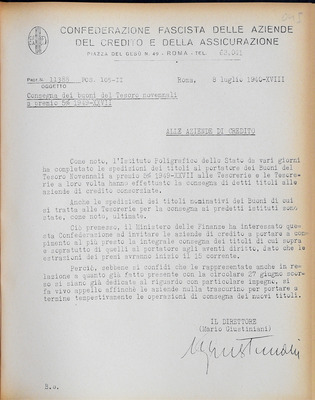 CONFEDERAZIONE FASCISTA DELLE AZIENDE
DEL CREDITO E DELLA ASSICURAZIONE
PIAZZA DEL GESÙ N. 49 - ROMA - TEL.
Prot. N. 11388 POS. 105-II Roma, 8 luglio 1940-XVIII
OGGETTO
Consegna dei buoni del Tesoro novennali
a premio 5% 1949-XXVII
ALLE AZIENDE DI CREDITO
Come noto, l'Istituto Poligrafico dello Stato da vari giorni
ha completato le spedizioni dei titoli al portatore dei Buoni del
Tesoro Novennali a premio 5% 1949-XXVII alle Tesorerie e le Tesore-
rie a loro volta hanno effettuato la consegna di detti titoli alle
aziende di credito consorziate.
Anche la spedizioni dei titoli nominativi dei Buoni di cui
si tratta alle Tesorerie per la consegna ai predetti istituti sono
state, come noto, ultimate.
Ciò premesso, il Ministero delle Finanze ha interessato que-
sta Confederazione ad invitare le aziende di credito a portare a com-
pimento al più presto la integrale consegna dei titoli di cui sopra
e soprattutto di quelli al portatore agli aventi diritto, dato che le
estrazioni dei premi avranno inizio il 15 corrente.
Perciò, sebbene si confidi che le rappresentate anche in re-
lazione a quanto già fatto presente con la circolare 27 giugno scor-
so si siano già dedicate al riguardo con particolare impegno, si
fa vivo appello affinchè le aziende nulla trascurino per portare a
termine tempestivamente le operazioni di consegna dei nuovi titoli.
IL DIRETTORE
(Mario Giustiniani)